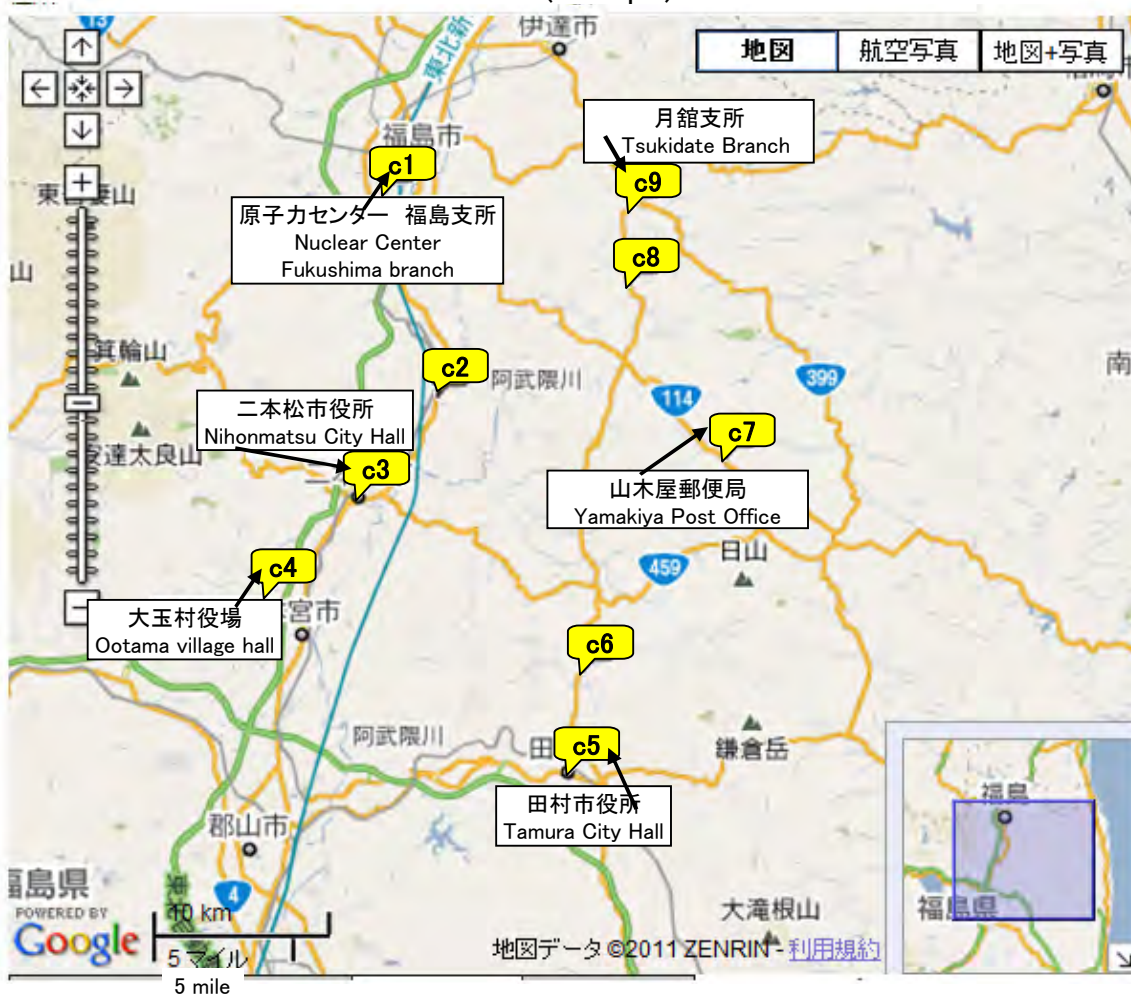 13
東北新
伊達市
地図
航空写真
地図+写真
福島市
月舘支所
Tsukidate Branch
c1
c9
原子力センター 福島支所
Nuclear Center
Fukushima branch
山
c8
箕輪山
c2
阿武隈川
399
南
114
二本松市役所
Nihonmatsu City Hall
c7
安達太良山
c3
山木屋郵便局
Yamakiya Post Office
日山
459
c4
大玉村役場
Ootama village hall
宮市
c6
阿武隈川
田
c5
鎌倉岳
田村市役所
Tamura City Hall
福島
郡山市
福島県
4
POWERED BY
Google
10 km
5 マイル
5 mile
大滝根山
福島県
地図データ ©2011 ZENRIN - 利用規約